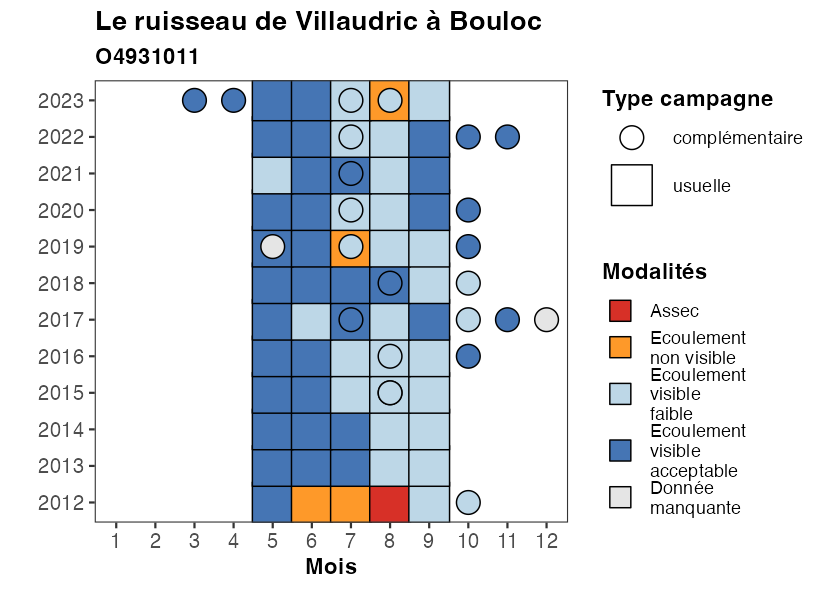 Le ruisseau de Villaudric à Bouloc
O4931011
2023
2022
2021
2020
2019
2018
2017
2016
2015
2014
2013
2012
1 2 3 4 5 6 7 8 9 10 11 12
Mois
Type campagne
complémentaire
usuelle
Modalités
Assec
Ecoulement
non visible
Ecoulement
visible
faible
Ecoulement
visible
acceptable
Donnée
manquante